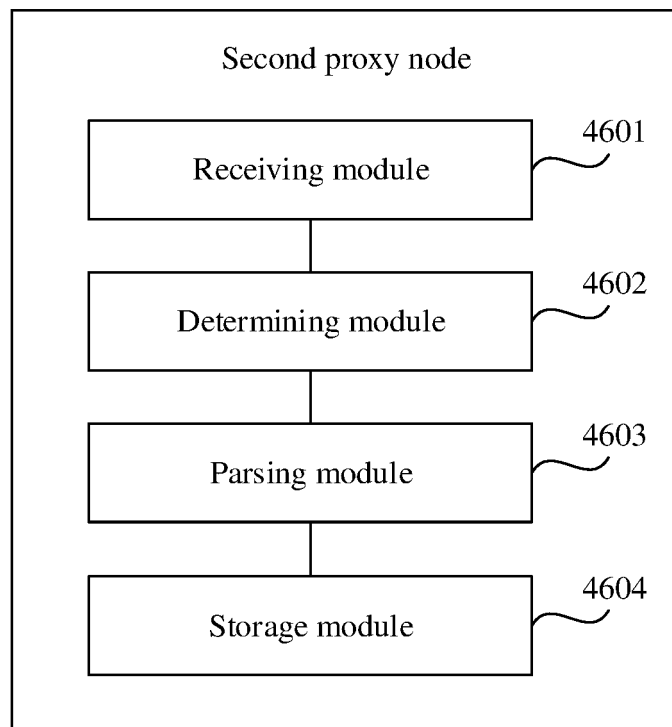 Second proxy node
4601
Receiving module
4602
Determining module
4603
Parsing module
4604
Storage module